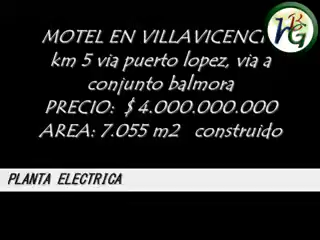 MOTEL EN VILLAVICENCI
km 5 via puerto lopez, via a
conjunto balmora
PRECIO: $ 4.000.000.000
AREA: 7.055 m2 construido
PLANTA ELECTRICA